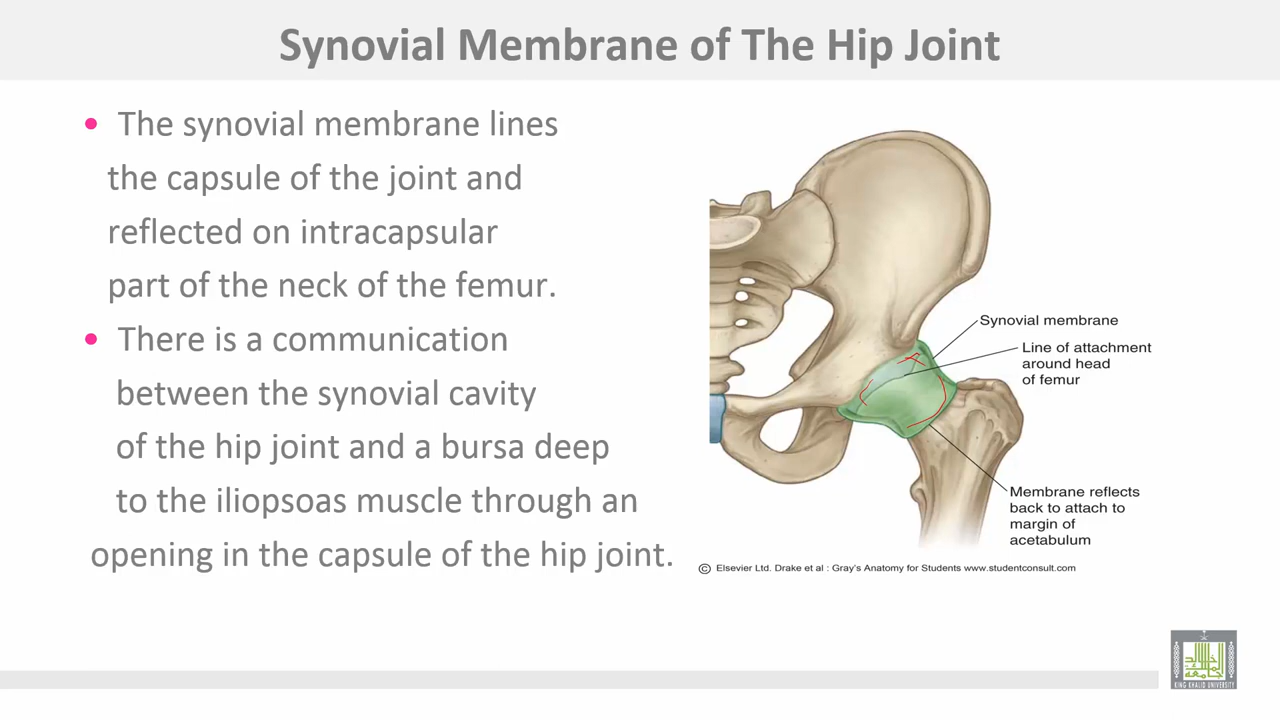 Synovial Membrane of The Hip Joint
• The synovial membrane lines
the capsule of the joint and
reflected on intracapsular
part of the neck of the femur.
• There is a communication
between the synovial cavity
of the hip joint and a bursa deep
to the iliopsoas muscle through an
opening in the capsule of the hip joint.
Synovial membrane
Line of attachment
around head
of femur
Membrane reflects
back to attach to
margin of
acetabulum
© Elsevier Ltd. Drake et al : Gray's Anatomy for Students www.studentconsult.com
KING KHALID UNIVERSITY